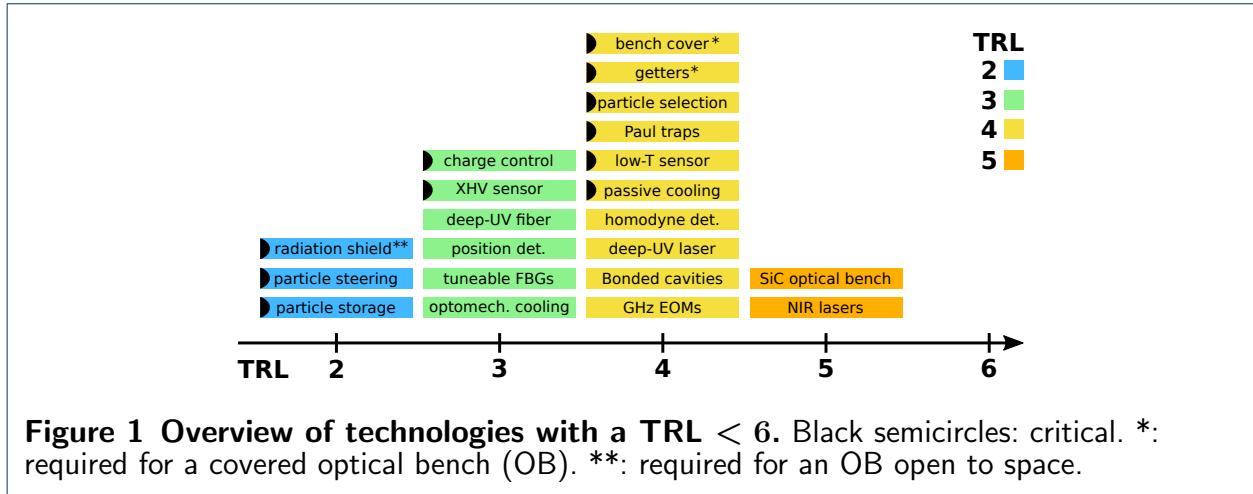 bench cover*
getters*
particle selection
Paul traps
charge control
low-T sensor
XHV sensor
passive cooling
deep-UV fiber
homodyne det.
radiation shield**
position det.
deep-UV laser
particle steering
tuneable FBGs
Bonded cavities
SiC optical bench
particle storage
optomech. cooling
GHz EOMs
NIR lasers
TRL
2
3
4
5
TRL 2 3 4 5 6
Figure 1 Overview of technologies with a TRL < 6. Black semicircles: critical. *:
required for a covered optical bench (OB). **: required for an OB open to space.